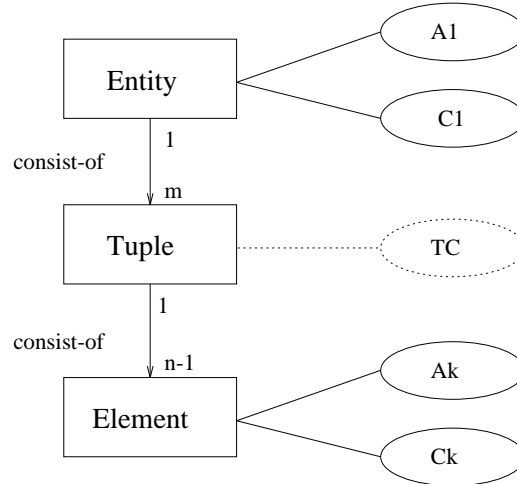 A1
Entity
C1
1
consist-of
m
Tuple
TC
1
consist-of
n-1
Ak
Element
Ck